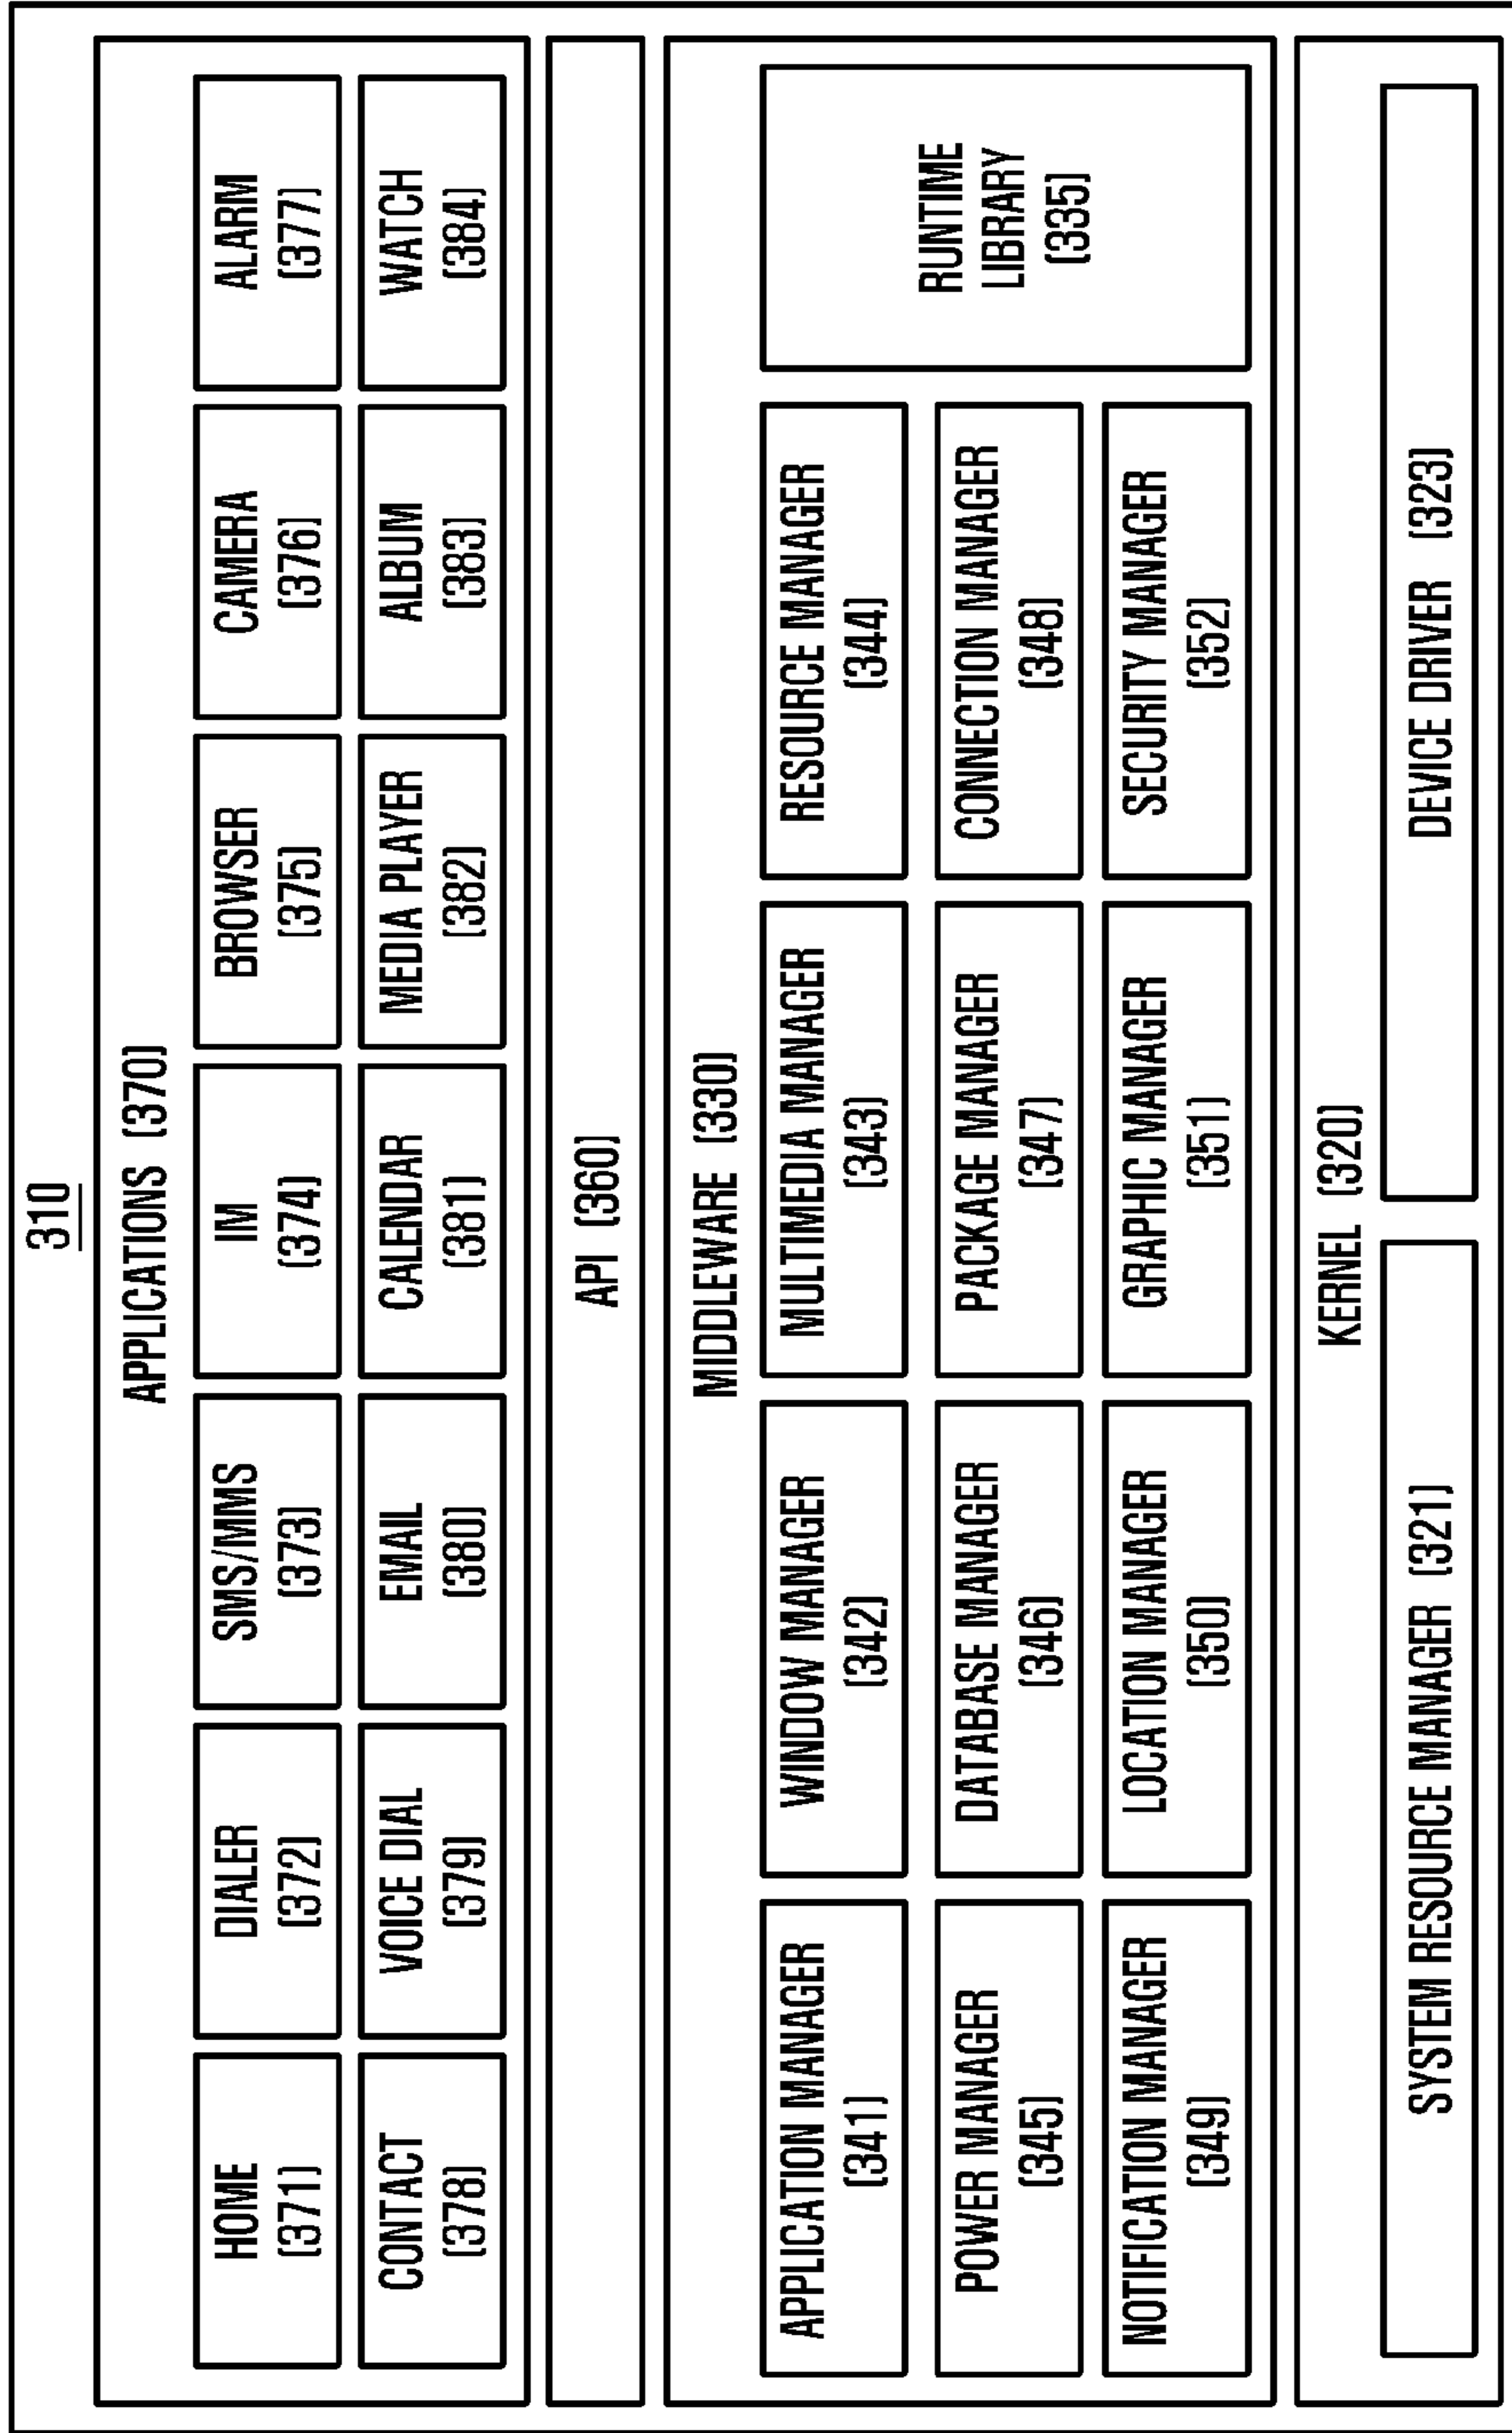 310
APPLICATIONS (370)
HOME
(371)
DIALER
(372)
SMS/MMS
(373)
IM
(374)
BROWSER
(375)
CAMERA
(376)
ALARM
(377)
CONTACT
(378)
VOICE DIAL
(379)
EMAIL
(380)
CALENDAR
(381)
MEDIA PLAYER
(382)
ALBUM
(383)
WATCH
(384)
API (360)
MIDDLEWARE (330)
APPLICATION MANAGER
(341)
WINDOW MANAGER
(342)
MULTIMEDIA MANAGER
(343)
RESOURCE MANAGER
(344)
POWER MANAGER
(345)
DATABASE MANAGER
(346)
PACKAGE MANAGER
(347)
CONNECTION MANAGER
(348)
NOTIFICATION MANAGER
(349)
LOCATION MANAGER
(350)
GRAPHIC MANAGER
(351)
SECURITY MANAGER
(352)
RUNTIME
LIBRARY
(335)
KERNEL (320)
SYSTEM RESOURCE MANAGER (321)
DEVICE DRIVER (323)